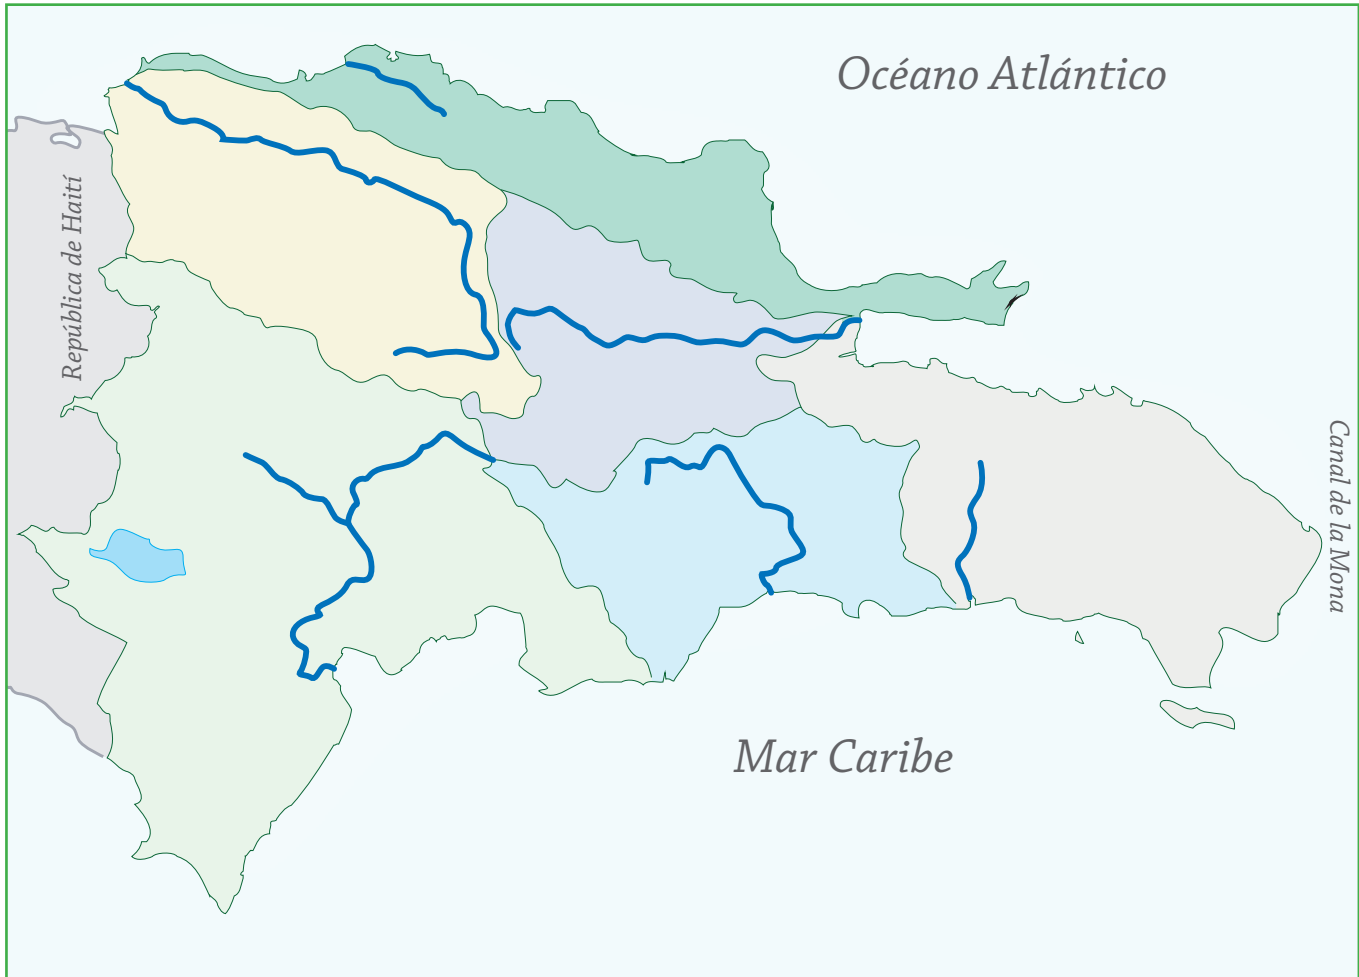 Océano Atlántico
República de Haití
Canal de la Mona
Mar Caribe